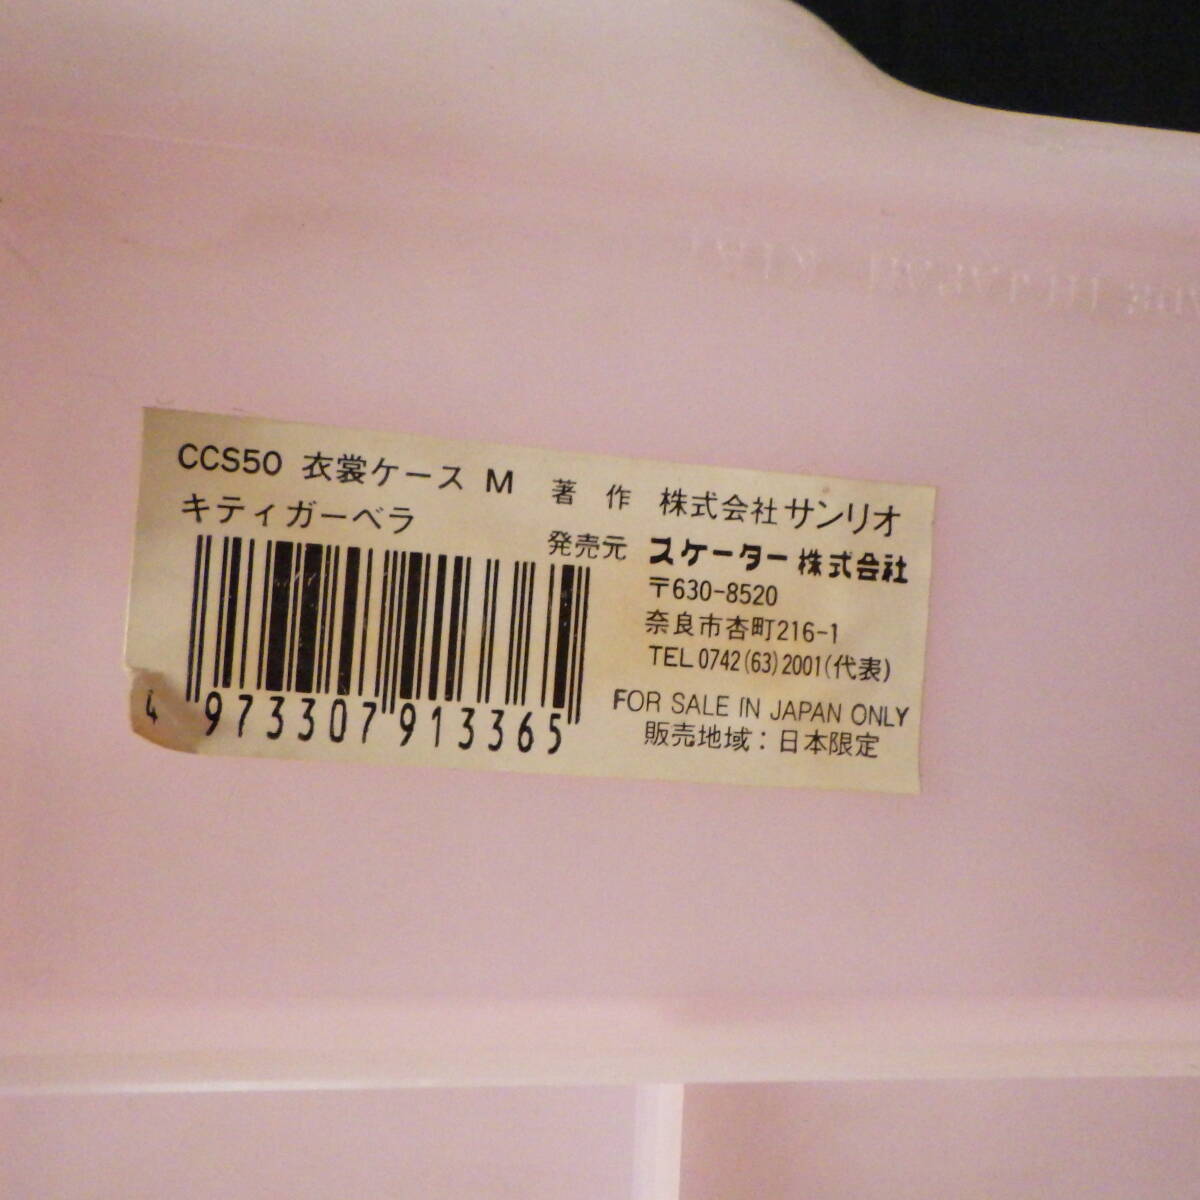 CCS50 衣裳ケース M
キティガーベラ
4 973307 913365
著 作 株式会社サンリオ
発売元 スケーター株式会社
〒630-8520
奈良市杏町216-1
TEL 0742(63)2001(代表)
FOR SALE IN JAPAN ONLY
販売地域：日本限定